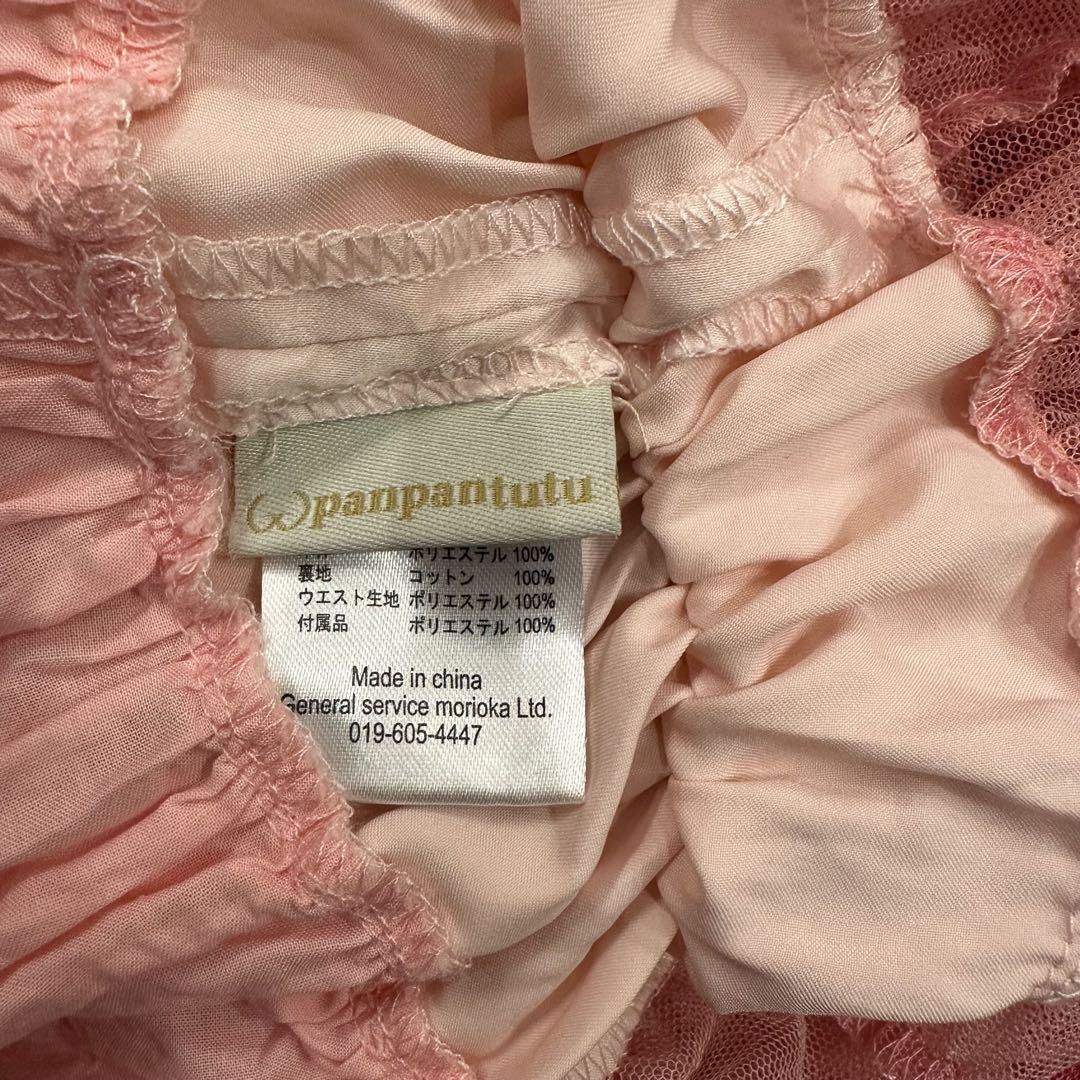 panpantutu
ポリエステル 100%
裏地 コットン 100%
ウエスト生地 ポリエステル 100%
付属品 ポリエステル 100%
Made in china
General service morioka Ltd.
019-605-4447